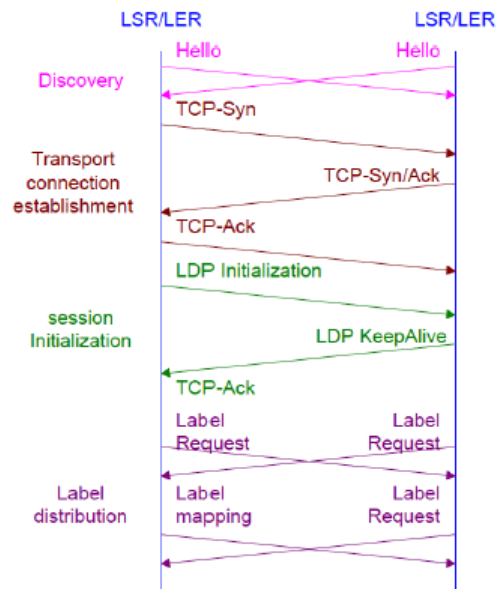 LSR/LER LSR/LER
Hello Hello
Discovery
TCP-Syn
Transport
connection
establishment
TCP-Syn/Ack
TCP-Ack
LDP Initialization
session
Initialization
LDP KeepAlive
TCP-Ack
Label Label
Request Request
Label Label Label
distribution mapping Request